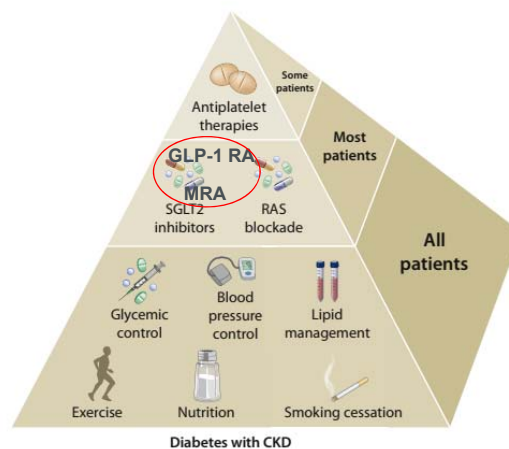 Some
patients
Antiplatelet
therapies
Most
patients
GLP-1 RA
MRA
SGLT2
inhibitors
RAS
blockade
All
patients
Glycemic
control
Blood
pressure
control
Lipid
management
Exercise
Nutrition
Smoking cessation
Diabetes with CKD